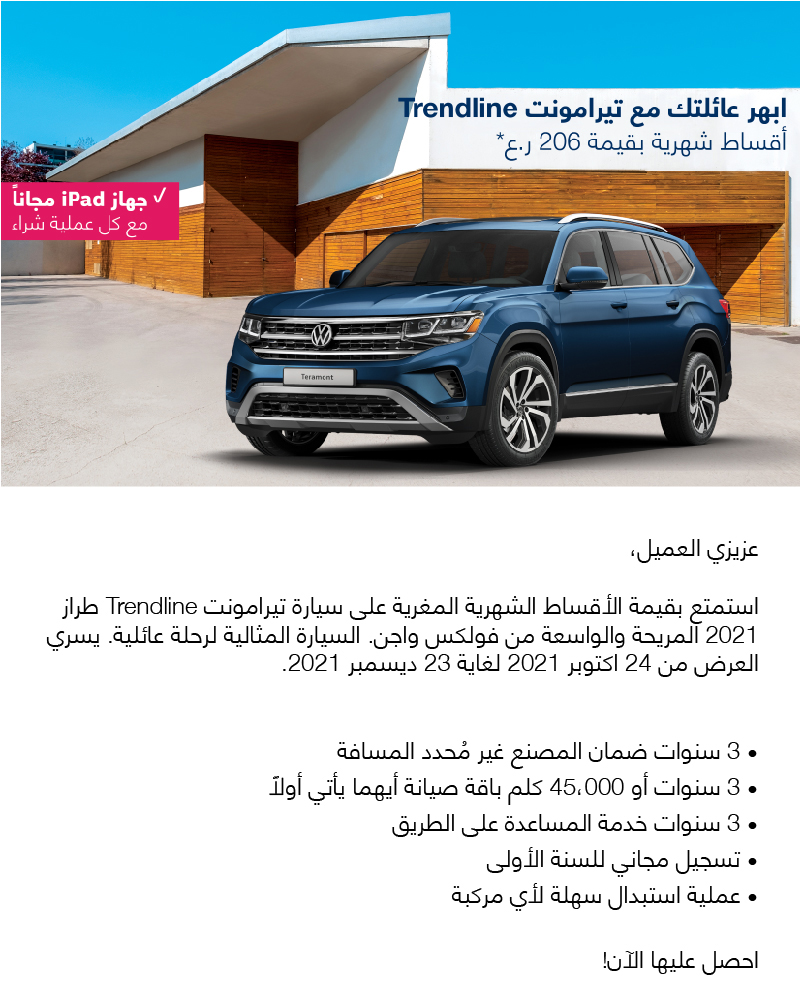 ابهر عائلتك مع تيرامونت Trendline
أقساط شهرية بقيمة 206 ر.ع*
✓ جهاز iPad مجاناً
مع كل عملية شراء
Teramont
عزيزي العميل،
استمتع بقيمة الأقساط الشهرية المغرية على سيارة تيرامونت Trendline طراز
2021 المريحة والواسعة من فولكس واجن. السيارة المثالية لرحلة عائلية. يسري
العرض من 24 اكتوبر 2021 لغاية 23 ديسمبر 2021.
• 3 سنوات ضمان المصنع غير مُحدد المسافة
• 3 سنوات أو 45،000 كلم باقة صيانة أيهما يأتي أولاً
• 3 سنوات خدمة المساعدة على الطريق
• تسجيل مجاني للسنة الأولى
• عملية استبدال سهلة لأي مركبة
احصل عليها الآن!